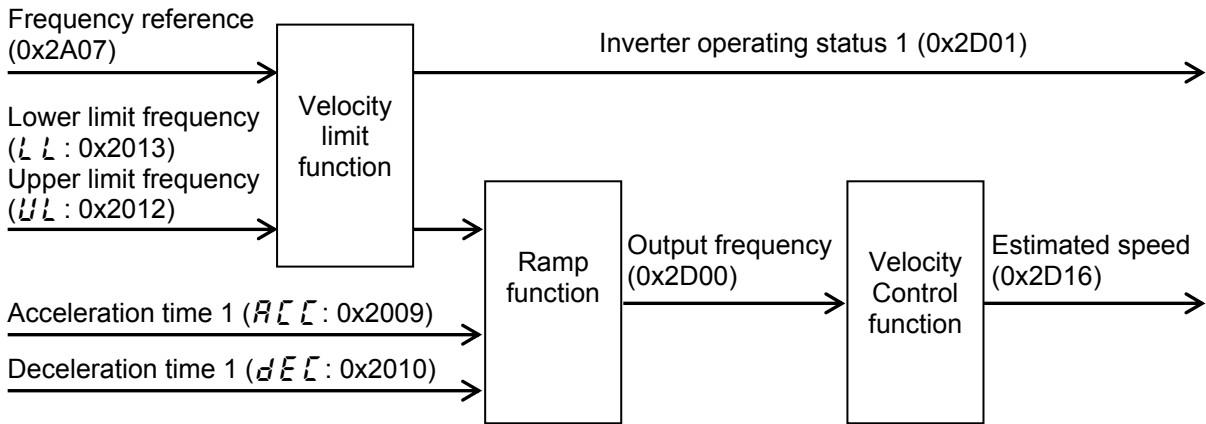 Frequency reference
(0x2A07)
Inverter operating status 1 (0x2D01)
Velocity
limit
function
Lower limit frequency
(LL : 0x2013)
Upper limit frequency
(UL : 0x2012)
Ramp
function
Output frequency
(0x2D00)
Velocity
Control
function
Estimated speed
(0x2D16)
Acceleration time 1 (ACC : 0x2009)
Deceleration time 1 (dEC : 0x2010)